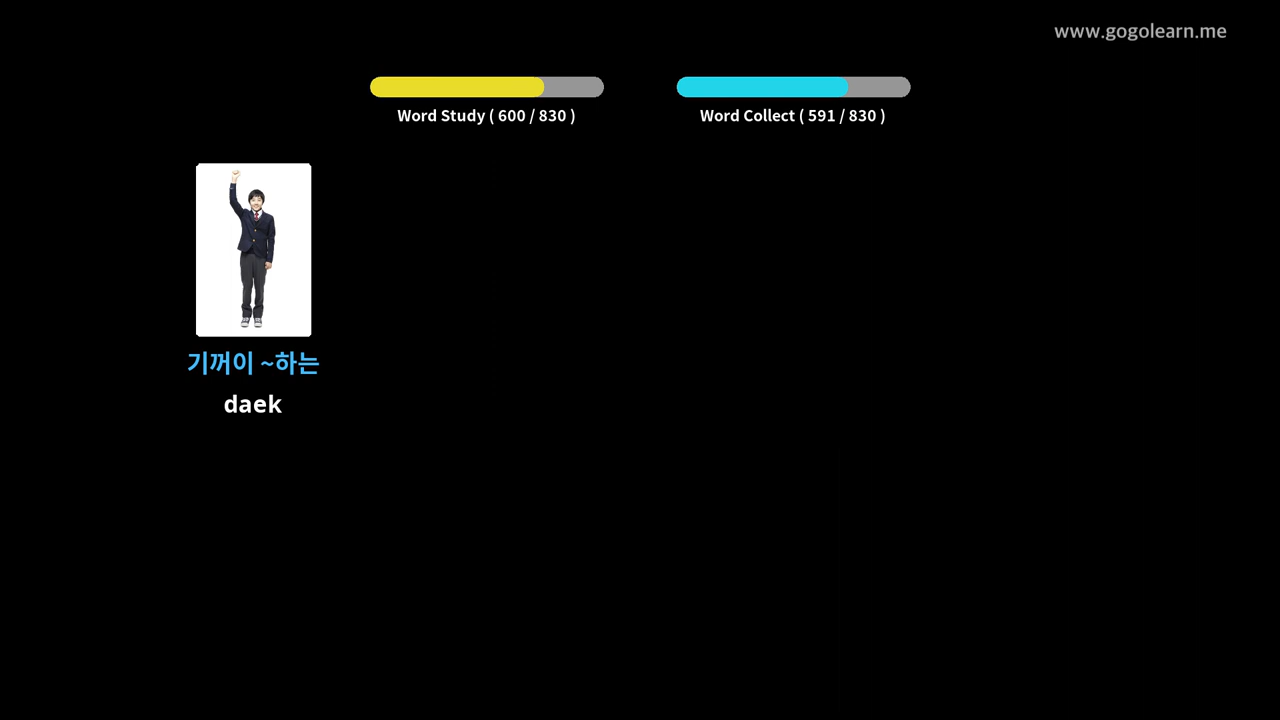 www.gogolearn.me
Word Study ( 600 / 830 )
Word Collect ( 591 / 830 )
기꺼이 ~하는
daek